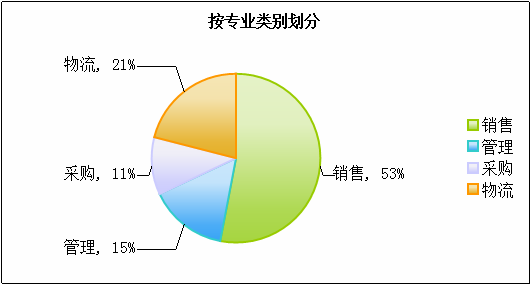 按专业类别划分
物流, 21%
采购, 11%
管理, 15%
销售, 53%
销售
管理
采购
物流